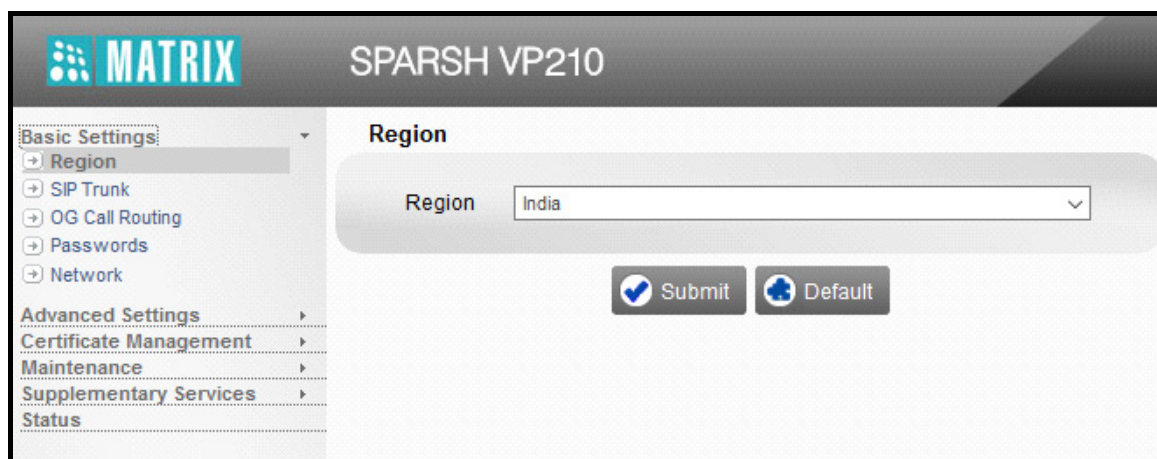 MATRIX
SPARSH VP210
Basic Settings
Region
SIP Trunk
OG Call Routing
Passwords
Network
Advanced Settings
Certificate Management
Maintenance
Supplementary Services
Status
Region
Region India
Submit Default